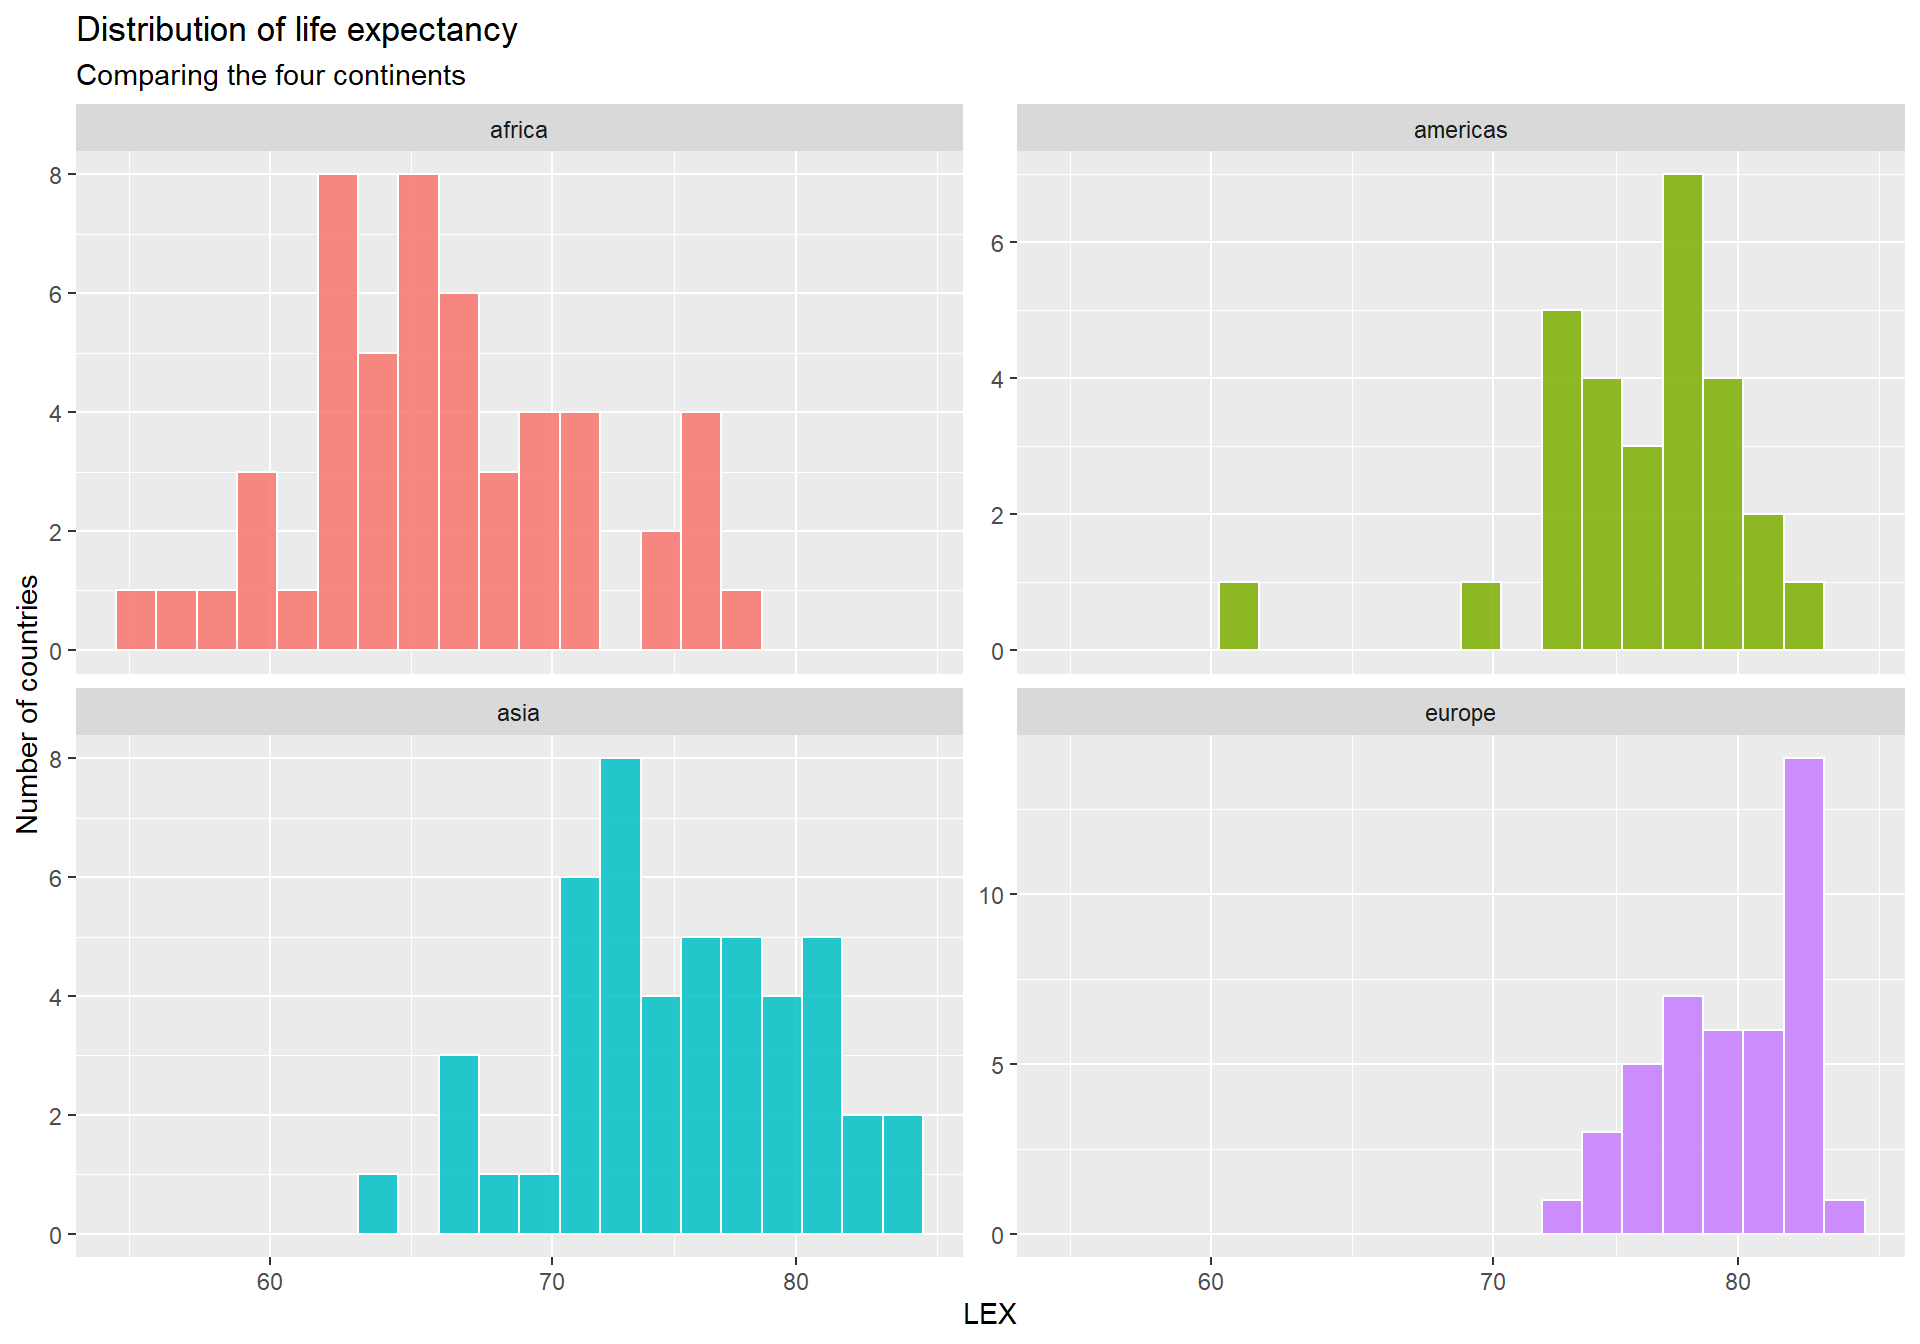 Distribution of life expectancy
Comparing the four continents
africa
americas
8
6
4
2
0
6
4
2
0
Number of countries
asia
europe
8
6
4
2
0
10
5
0
60 70 80
60 70 80
LEX